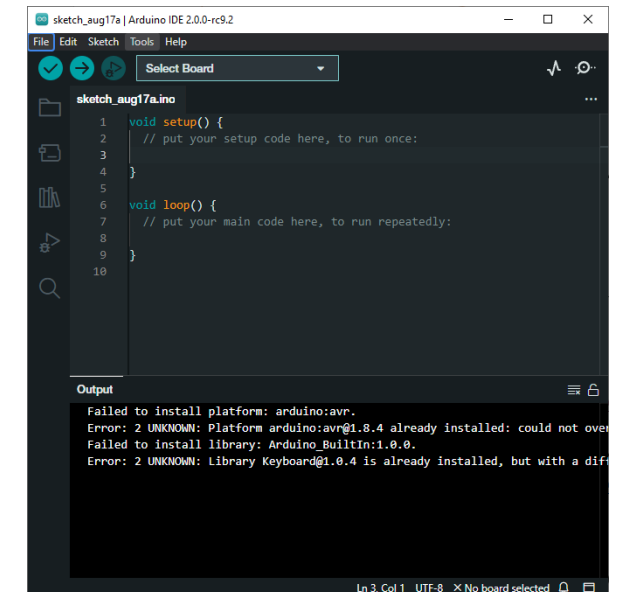 sketch_aug17a | Arduino IDE 2.0.0-rc9.2
File Edit Sketch Tools Help
Select Board
sketch_aug17a.ino
1 void setup() {
2 // put your setup code here, to run once:
3
4 }
5
6 void loop() {
7 // put your main code here, to run repeatedly:
8
9 }
10
Output
Failed to install platform: arduino:avr.
Error: 2 UNKNOWN: Platform arduino:avr@1.8.4 already installed: could not over
Failed to install library: Arduino_BuiltIn:1.0.0.
Error: 2 UNKNOWN: Library Keyboard@1.0.4 is already installed, but with a diff
Ln 3, Col 1 UTF-8 × No board selected